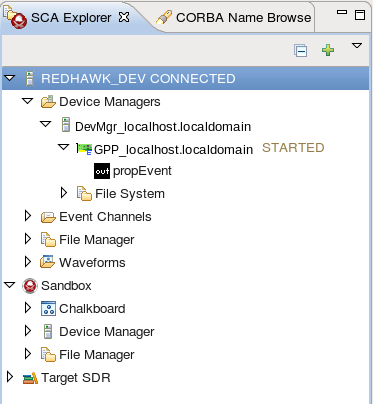 SCA Explorer CORBA Name Browse
REDHAWK_DEV CONNECTED
Device Managers
DevMgr_localhost.localdomain
GPP_localhost.localdomain STARTED
out propEvent
File System
Event Channels
File Manager
Waveforms
Sandbox
Chalkboard
Device Manager
File Manager
Target SDR